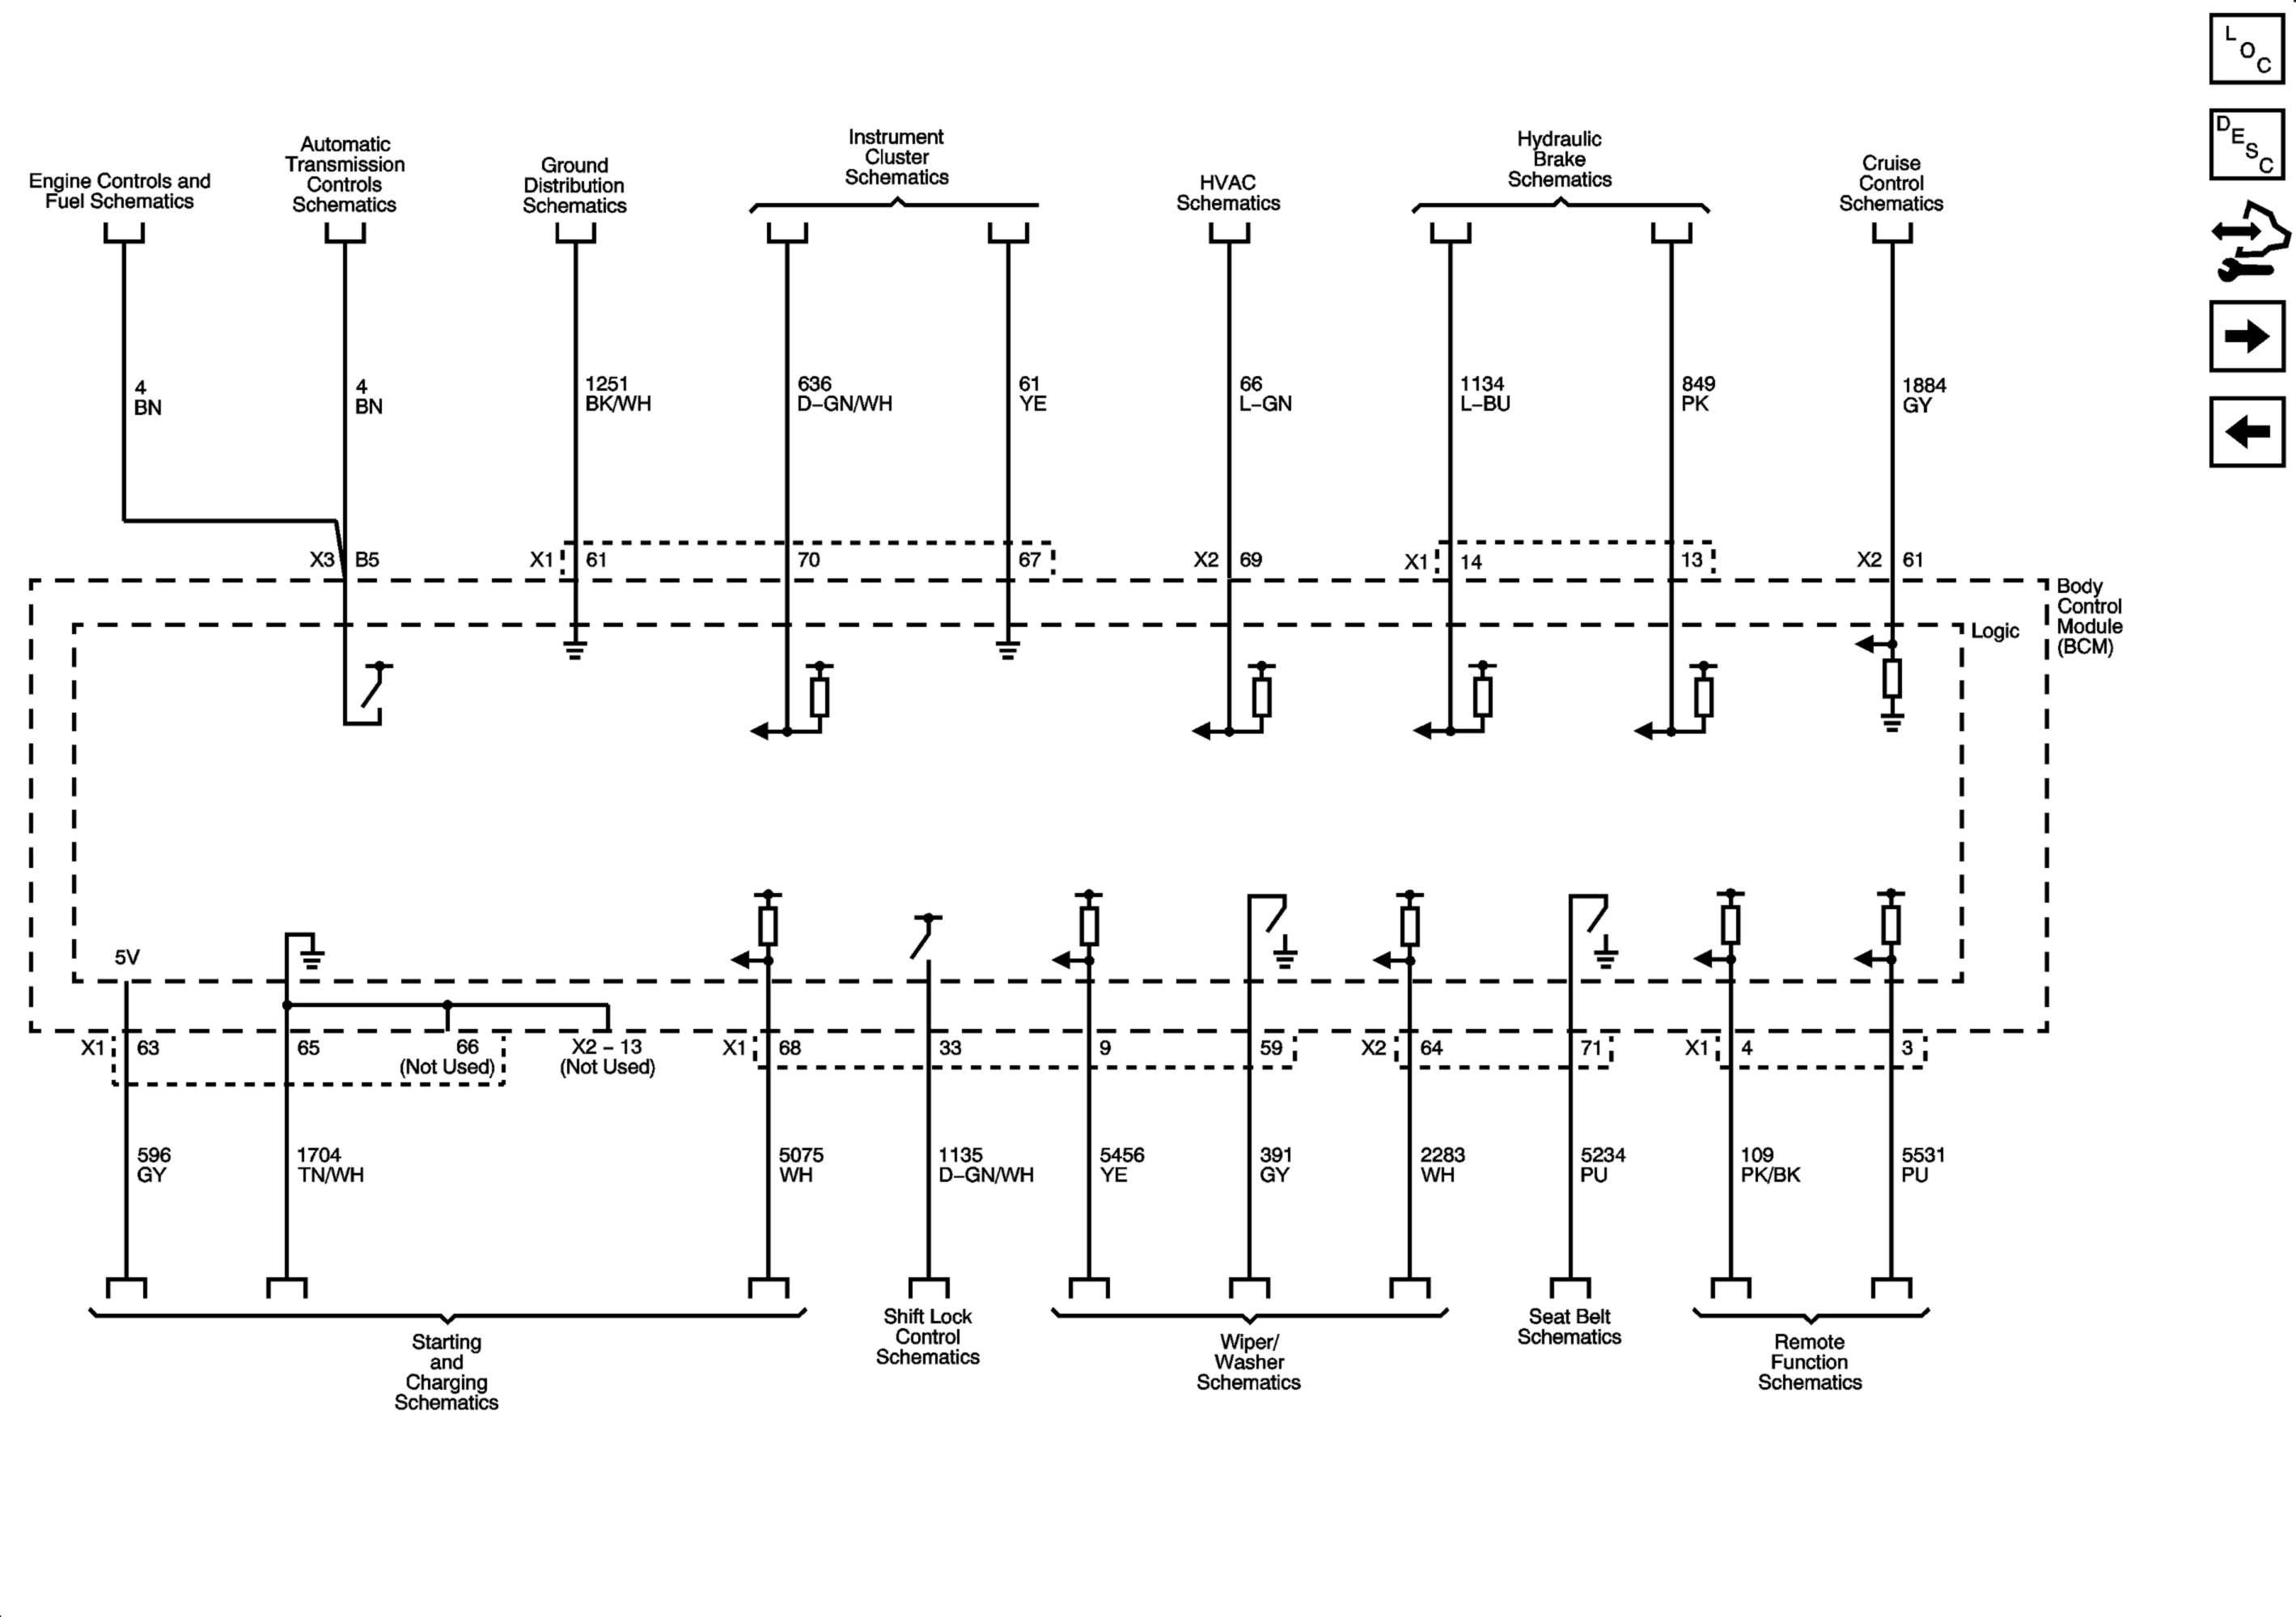 L
O
C
D
E
S
C
Engine Controls and
Fuel Schematics
Automatic
Transmission
Controls
Schematics
Ground
Distribution
Schematics
Instrument
Cluster
Schematics
HVAC
Schematics
Hydraulic
Brake
Schematics
Cruise
Control
Schematics
4
BN
4
BN
1251
BK/WH
636
D–GN/WH
61
YE
66
L–GN
1134
L–BU
849
PK
1884
GY
X3 B5
X1 61
70
67
X2 69
X1 14
13
X2 61
Body
Control
Module
(BCM)
Logic
5V
X1 63
65
66
(Not Used)
X2 – 13
(Not Used)
X1 68
33
9
59
X2 64
71
X1 4
3
596
GY
1704
TN/WH
5075
WH
1135
D–GN/WH
5456
YE
391
GY
2283
WH
5234
PU
109
PK/BK
5531
PU
Starting
and
Charging
Schematics
Shift Lock
Control
Schematics
Wiper/
Washer
Schematics
Seat Belt
Schematics
Remote
Function
Schematics